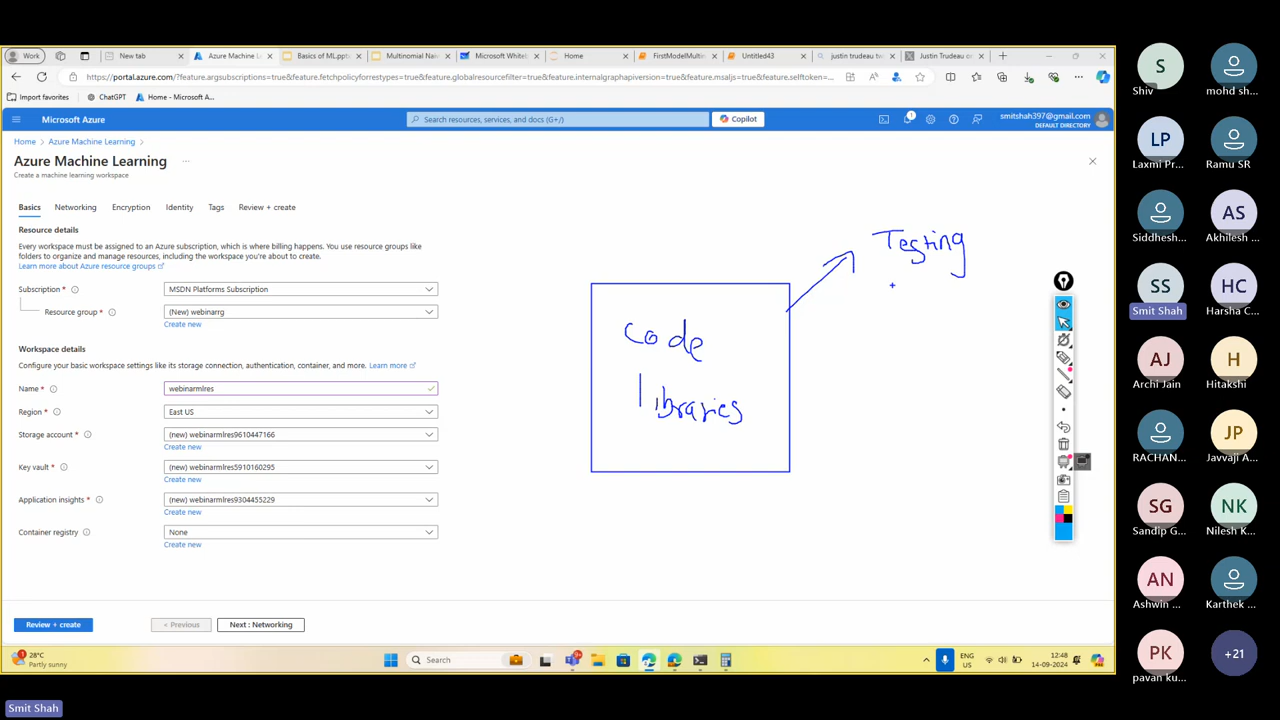 Work
New tab
Azure Machine L
Basics of ML.ppt
Multinomial Nai
Microsoft Whiteb
Home
FirstModelMulti
Untitled43
justin trudeau tw
Justin Trudeau on
https://portal.azure.com/?feature.argsubscriptions=true&feature.fetchpolicyforrestypes=true&feature.globalresourcefilter=true&feature.internalgraphapiversion=true&feature.msaljs=true&feature.selftoken=...
Import favorites
ChatGPT
Home - Microsoft A...
Microsoft Azure
Search resources, services, and docs (G+/)
Copilot
1
smitshah397@gmail.com
DEFAULT DIRECTORY
Home > Azure Machine Learning >
Azure Machine Learning ...
Create a machine learning workspace
Basics
Networking
Encryption
Identity
Tags
Review + create
Resource details
Every workspace must be assigned to an Azure subscription, which is where billing happens. You use resource groups like
folders to organize and manage resources, including the workspace you're about to create.
Learn more about Azure resource groups
Subscription *
MSDN Platforms Subscription
Resource group *
(New) webinarrg
Create new
Workspace details
Configure your basic workspace settings like its storage connection, authentication, container, and more. Learn more
Name *
webinarmlres
Region *
East US
Storage account *
(new) webinarmlres9610447166
Create new
Key vault *
(new) webinarmlres5910160295
Create new
Application insights *
(new) webinarmlres9304455229
Create new
Container registry
None
Create new
Review + create
< Previous
Next : Networking
Testing
Code
libraries
1
28°C
Partly sunny
Search
9+
ENG
US
12:48
14-09-2024
S
Shiv
mohd sh...
LP
Laxmi Pr...
Ramu SR
Siddhesh...
AS
Akhilesh ...
SS
Smit Shah
HC
Harsha C...
AJ
Archi Jain
H
Hitakshi
RACHAN...
JP
Javvaji A...
SG
Sandip G...
NK
Nilesh K...
AN
Ashwin ...
Karthek ...
PK
pavan ku...
+21
Smit Shah